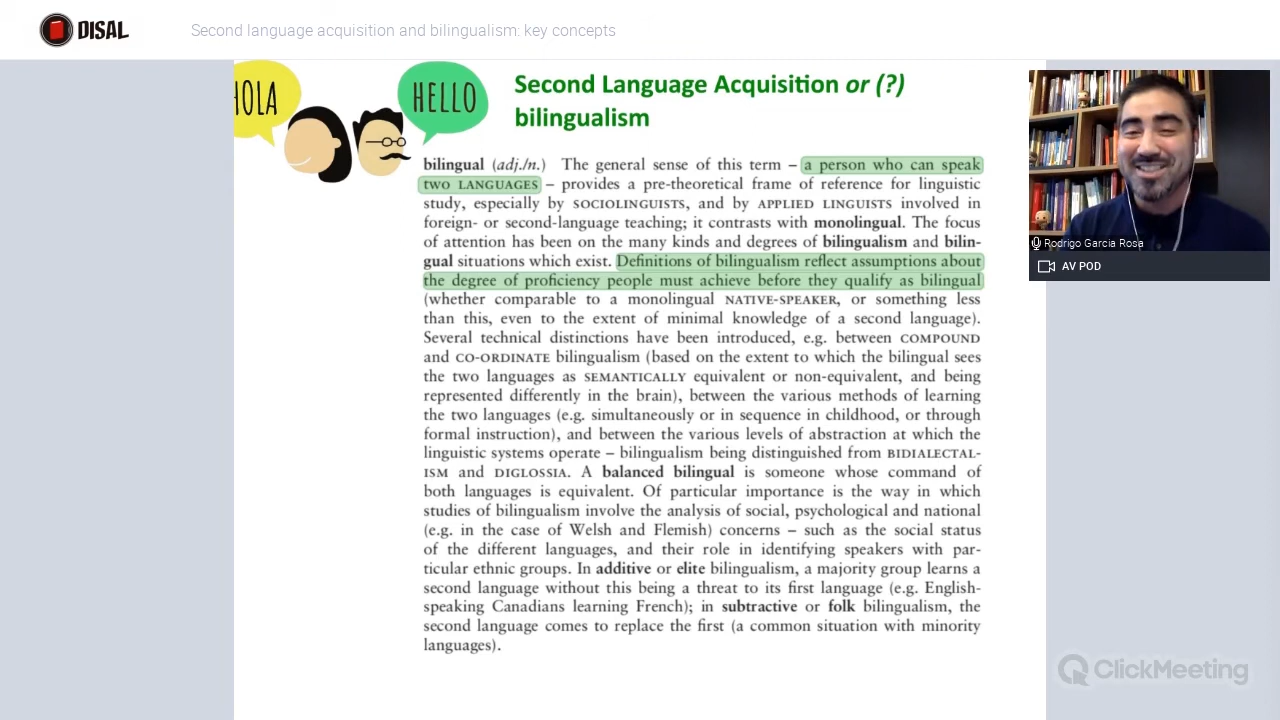 DISAL
Second language acquisition and bilingualism: key concepts
HOLA
HELLO
Second Language Acquisition or (?)
bilingualism
bilingual (adj./n.) The general sense of this term – a person who can speak
two LANGUAGES – provides a pre-theoretical frame of reference for linguistic
study, especially by SOCIOLINGUISTS, and by APPLIED LINGUISTS involved in
foreign- or second-language teaching; it contrasts with monolingual. The focus
of attention has been on the many kinds and degrees of bilingualism and bilin-
gual situations which exist. Definitions of bilingualism reflect assumptions about
the degree of proficiency people must achieve before they qualify as bilingual
(whether comparable to a monolingual NATIVE-SPEAKER, or something less
than this, even to the extent of minimal knowledge of a second language).
Several technical distinctions have been introduced, e.g. between COMPOUND
and CO-ORDINATE bilingualism (based on the extent to which the bilingual sees
the two languages as SEMANTICALLY equivalent or non-equivalent, and being
represented differently in the brain), between the various methods of learning
the two languages (e.g. simultaneously or in sequence in childhood, or through
formal instruction), and between the various levels of abstraction at which the
linguistic systems operate – bilingualism being distinguished from BIDIALECTAL-
ISM and DIGLOSSIA. A balanced bilingual is someone whose command of
both languages is equivalent. Of particular importance is the way in which
studies of bilingualism involve the analysis of social, psychological and national
(e.g. in the case of Welsh and Flemish) concerns – such as the social status
of the different languages, and their role in identifying speakers with par-
ticular ethnic groups. In additive or elite bilingualism, a majority group learns a
second language without this being a threat to its first language (e.g. English-
speaking Canadians learning French); in subtractive or folk bilingualism, the
second language comes to replace the first (a common situation with minority
languages).
Rodrigo Garcia Rosa
AV POD
ClickMeeting